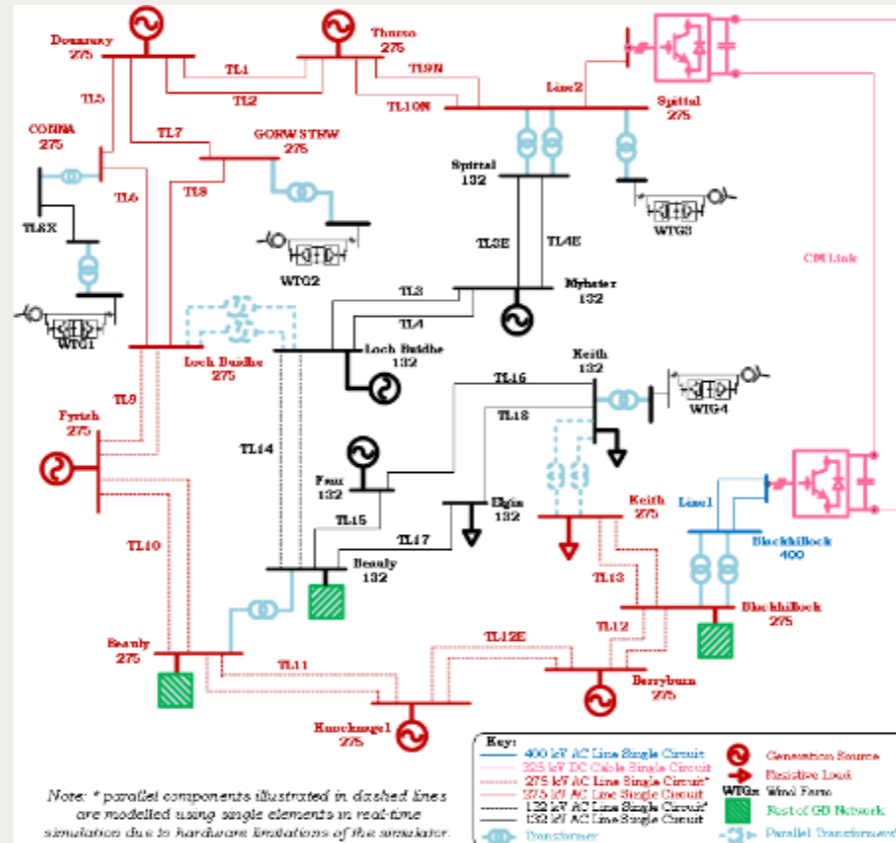 Dounreay
275
Thurso
275
TL1
TL2
TL9N
TL10N
Line2
Spittal
275
TL5
TL7
CONNA
275
GORW STRW
275
TL6
TL8
TL8X
WTG1
WTG2
Spittal
132
WTG3
TL3E
TL4E
CM Link
TL3
TL4
Mybster
132
Loch Buidhe
275
Loch Buidhe
132
Keith
132
TL16
TL18
WTG4
TL9
Fyrish
275
TL14
132
Elgin
132
Keith
275
Line1
Blackhillock
400
TL15
TL17
TL10
Beauly
132
TL13
Blackhillock
275
TL12
Beauly
275
TL11
TL12E
Berryburn
275
Knocknagel
275
Key:
400 kV AC Line Single Circuit
325 kV DC Cable Single Circuit
275 kV AC Line Single Circuit*
275 kV AC Line Single Circuit
132 kV AC Line Single Circuit*
132 kV AC Line Single Circuit
Transformer
Generation Source
Resistive Load
WTGx Wind Farm
Rest of GB Network
Parallel Transformers*
Note: * parallel components illustrated in dashed lines
are modelled using single elements in real-time
simulation due to hardware limitations of the simulator.